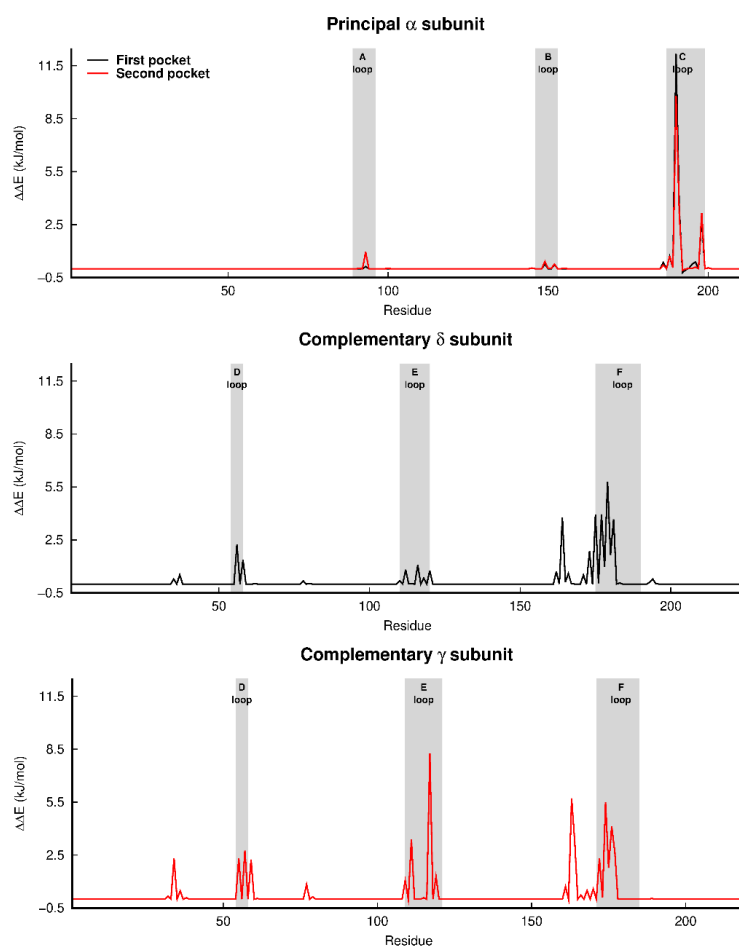 Principal α subunit
First pocket
Second pocket
A loop
B loop
C loop
11.5
8.5
5.5
2.5
−0.5
ΔΔE (kJ/mol)
50
100
150
200
Residue
Complementary δ subunit
D loop
E loop
F loop
11.5
8.5
5.5
2.5
−0.5
ΔΔE (kJ/mol)
50
100
150
200
Residue
Complementary γ subunit
D loop
E loop
F loop
11.5
8.5
5.5
2.5
−0.5
ΔΔE (kJ/mol)
50
100
150
200
Residue